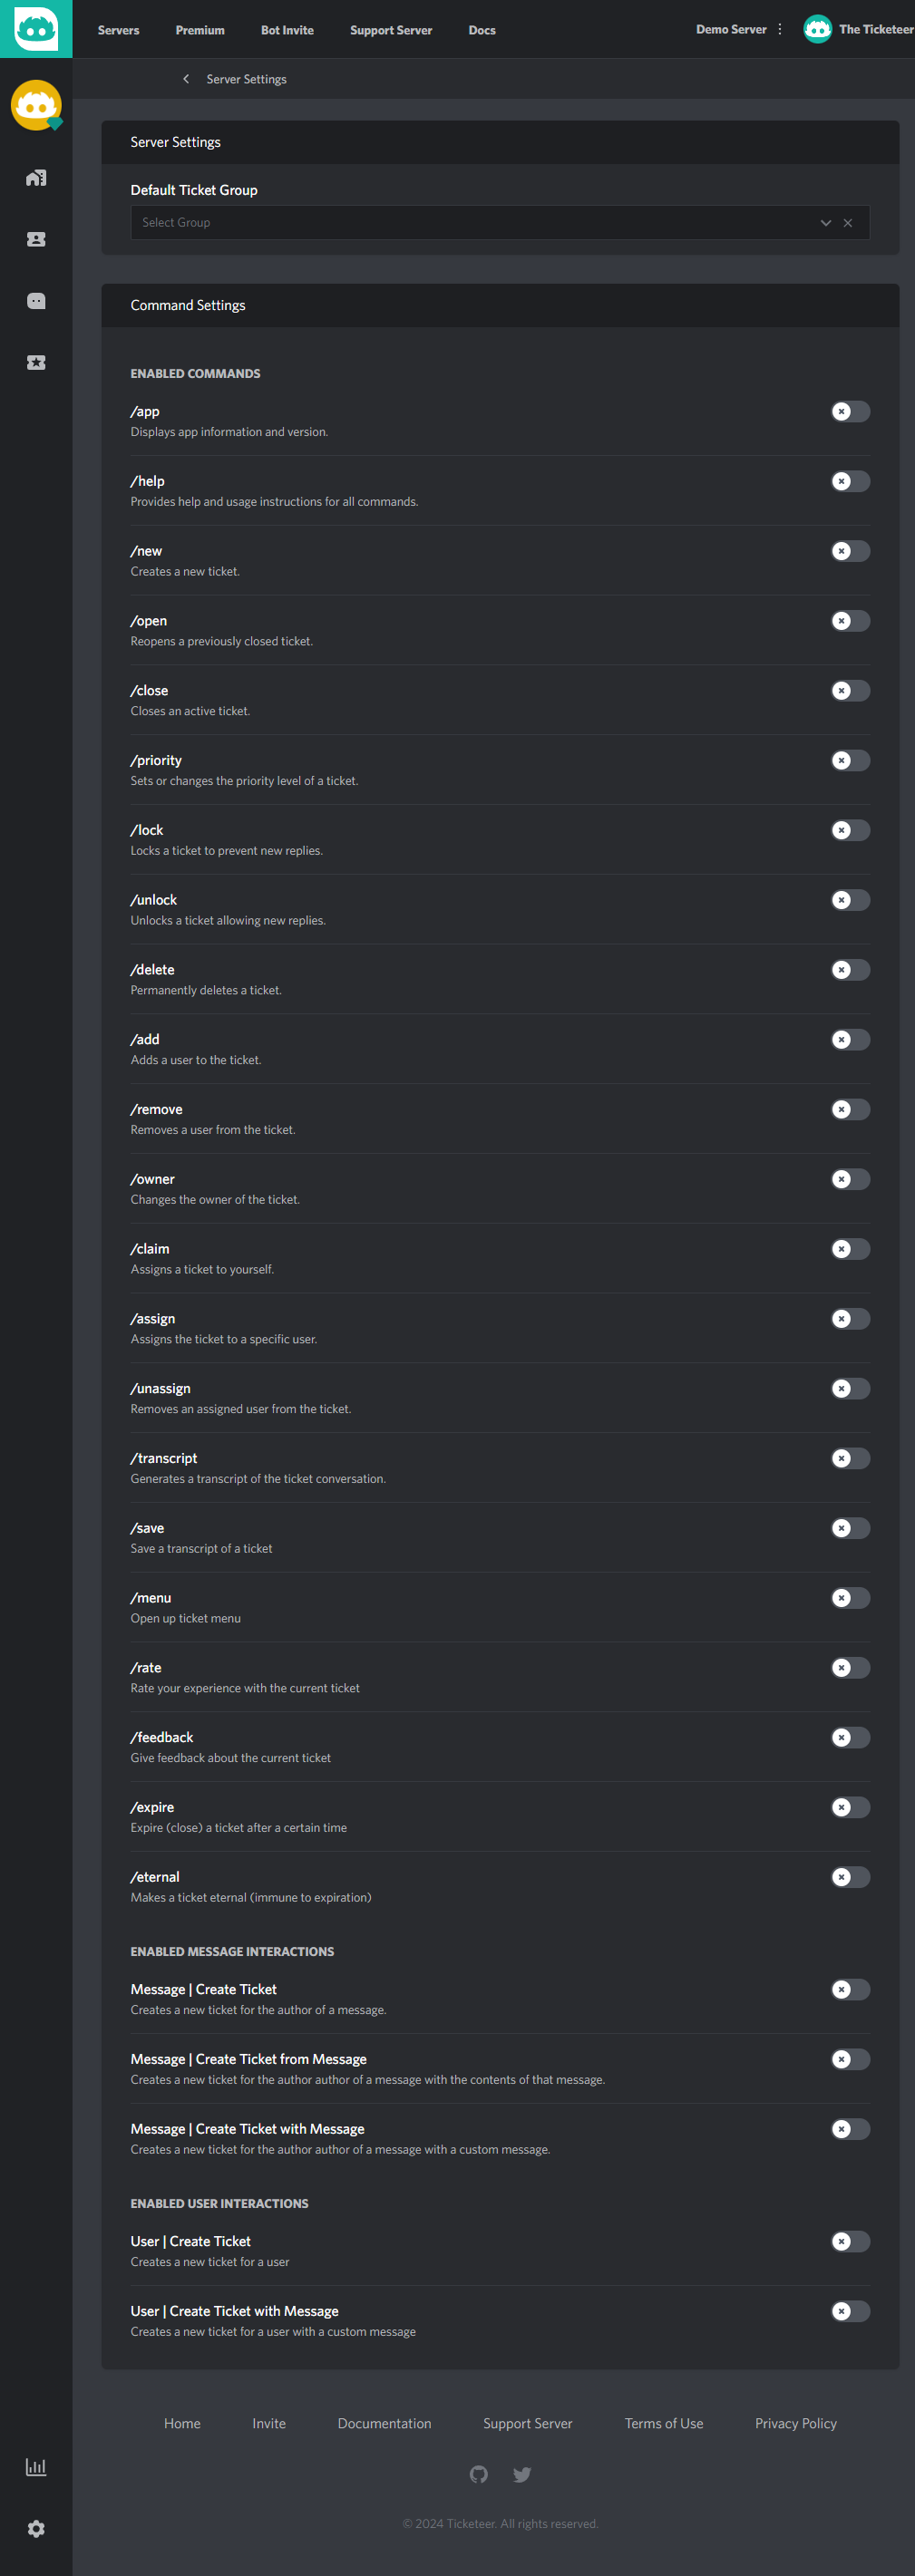 Servers Premium Bot Invite Support Server Docs Demo Server The Ticketeer
Server Settings
Server Settings
Default Ticket Group
Select Group
Command Settings
ENABLED COMMANDS
/app
Displays app information and version.
/help
Provides help and usage instructions for all commands.
/new
Creates a new ticket.
/open
Reopens a previously closed ticket.
/close
Closes an active ticket.
/priority
Sets or changes the priority level of a ticket.
/lock
Locks a ticket to prevent new replies.
/unlock
Unlocks a ticket allowing new replies.
/delete
Permanently deletes a ticket.
/add
Adds a user to the ticket.
/remove
Removes a user from the ticket.
/owner
Changes the owner of the ticket.
/claim
Assigns a ticket to yourself.
/assign
Assigns the ticket to a specific user.
/unassign
Removes an assigned user from the ticket.
/transcript
Generates a transcript of the ticket conversation.
/save
Save a transcript of a ticket
/menu
Open up ticket menu
/rate
Rate your experience with the current ticket
/feedback
Give feedback about the current ticket
/expire
Expire (close) a ticket after a certain time
/eternal
Makes a ticket eternal (immune to expiration)
ENABLED MESSAGE INTERACTIONS
Message | Create Ticket
Creates a new ticket for the author of a message.
Message | Create Ticket from Message
Creates a new ticket for the author author of a message with the contents of that message.
Message | Create Ticket with Message
Creates a new ticket for the author author of a message with a custom message.
ENABLED USER INTERACTIONS
User | Create Ticket
Creates a new ticket for a user
User | Create Ticket with Message
Creates a new ticket for a user with a custom message
Home Invite Documentation Support Server Terms of Use Privacy Policy
© 2024 Ticketeer. All rights reserved.